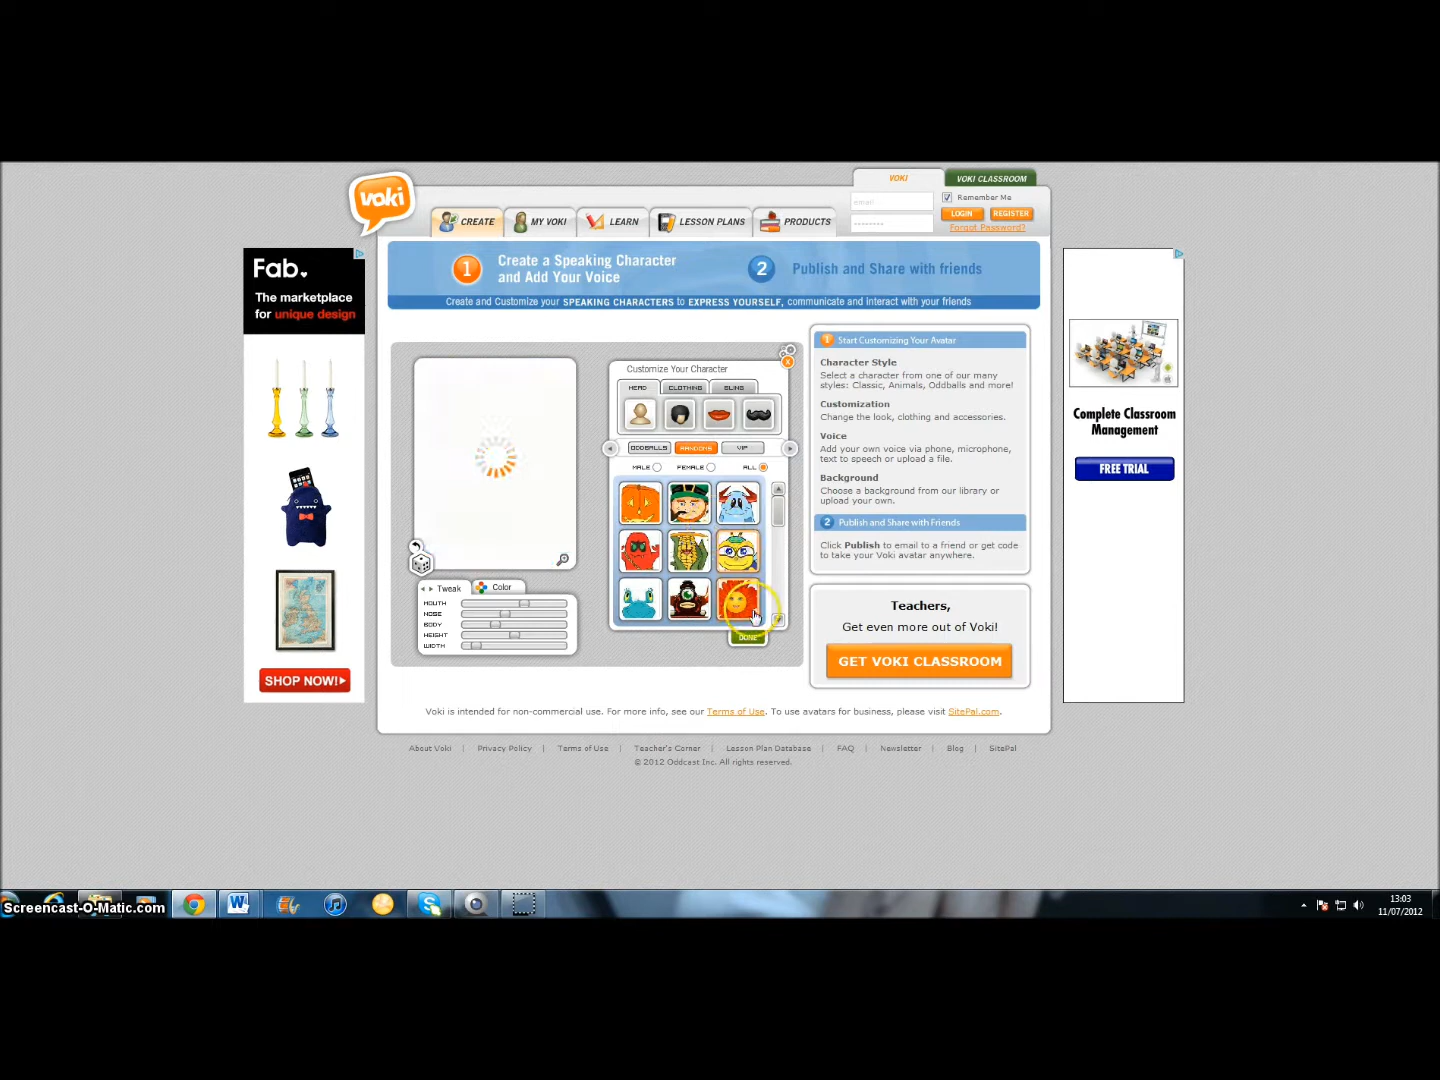 voki
VOKI
VOKI CLASSROOM
email
Remember Me
LOGIN
REGISTER
Forgot Password?
CREATE
MY VOKI
LEARN
LESSON PLANS
PRODUCTS
1
Create a Speaking Character
and Add Your Voice
2
Publish and Share with friends
Create and Customize your SPEAKING CHARACTERS to EXPRESS YOURSELF, communicate and interact with your friends
Fab.
The marketplace
for unique design
SHOP NOW!
Customize Your Character
HEAD
CLOTHING
BLING
ODDBALLS
RANDOMS
VIP
MALE
FEMALE
ALL
DONE
Tweak
Color
MOUTH
NOSE
BODY
HEIGHT
WIDTH
1 Start Customizing Your Avatar
Character Style
Select a character from one of our many
styles: Classic, Animals, Oddballs and more!
Customization
Change the look, clothing and accessories.
Voice
Add your own voice via phone, microphone,
text to speech or upload a file.
Background
Choose a background from our library or
upload your own.
2 Publish and Share with Friends
Click Publish to email to a friend or get code
to take your Voki avatar anywhere.
Teachers,
Get even more out of Voki!
GET VOKI CLASSROOM
Complete Classroom
Management
FREE TRIAL
Voki is intended for non-commercial use. For more info, see our Terms of Use. To use avatars for business, please visit SitePal.com.
About Voki | Privacy Policy | Terms of Use | Teacher's Corner | Lesson Plan Database | FAQ | Newsletter | Blog | SitePal
© 2012 Oddcast Inc. All rights reserved.
Screencast-O-Matic.com
13:03
11/07/2012